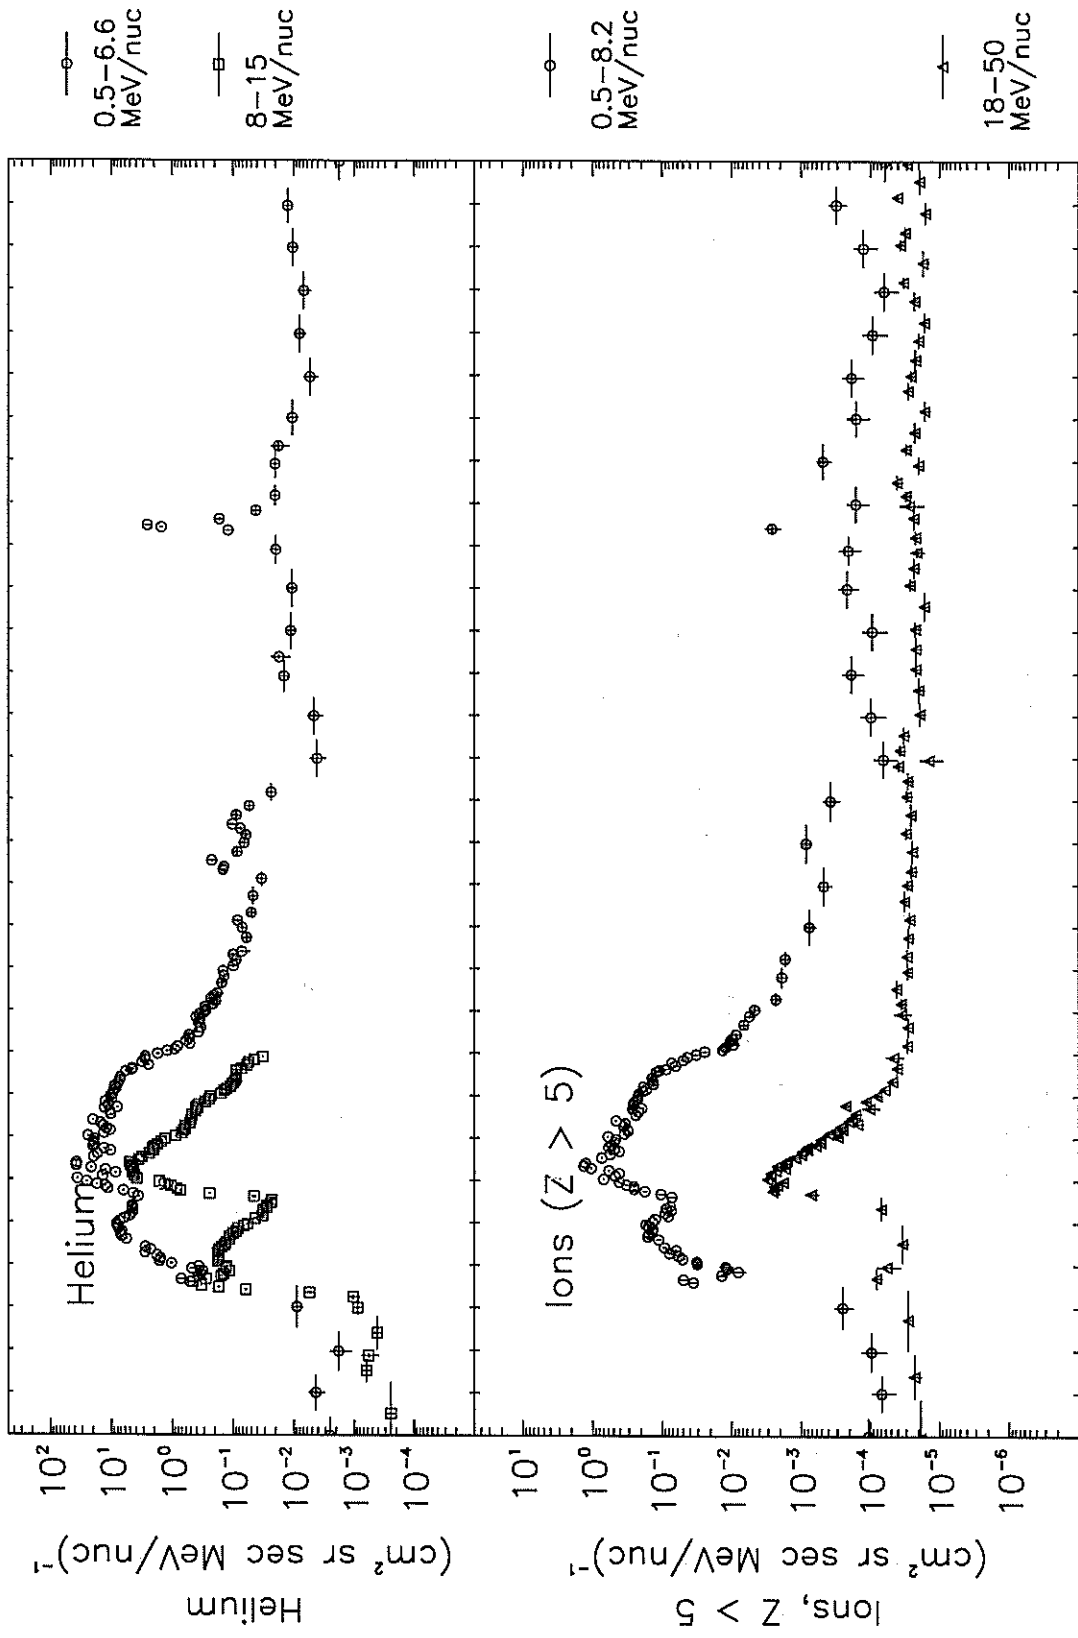 Helium
(cm² sr sec MeV/nuc)⁻¹
10²
10¹
10⁰
10⁻¹
10⁻²
10⁻³
10⁻⁴
Helium
0.5–6.6
MeV/nuc
8–15
MeV/nuc
Ions, Z > 5
(cm² sr sec MeV/nuc)⁻¹
10¹
10⁰
10⁻¹
10⁻²
10⁻³
10⁻⁴
10⁻⁵
10⁻⁶
Ions (Z > 5)
0.5–8.2
MeV/nuc
18–50
MeV/nuc